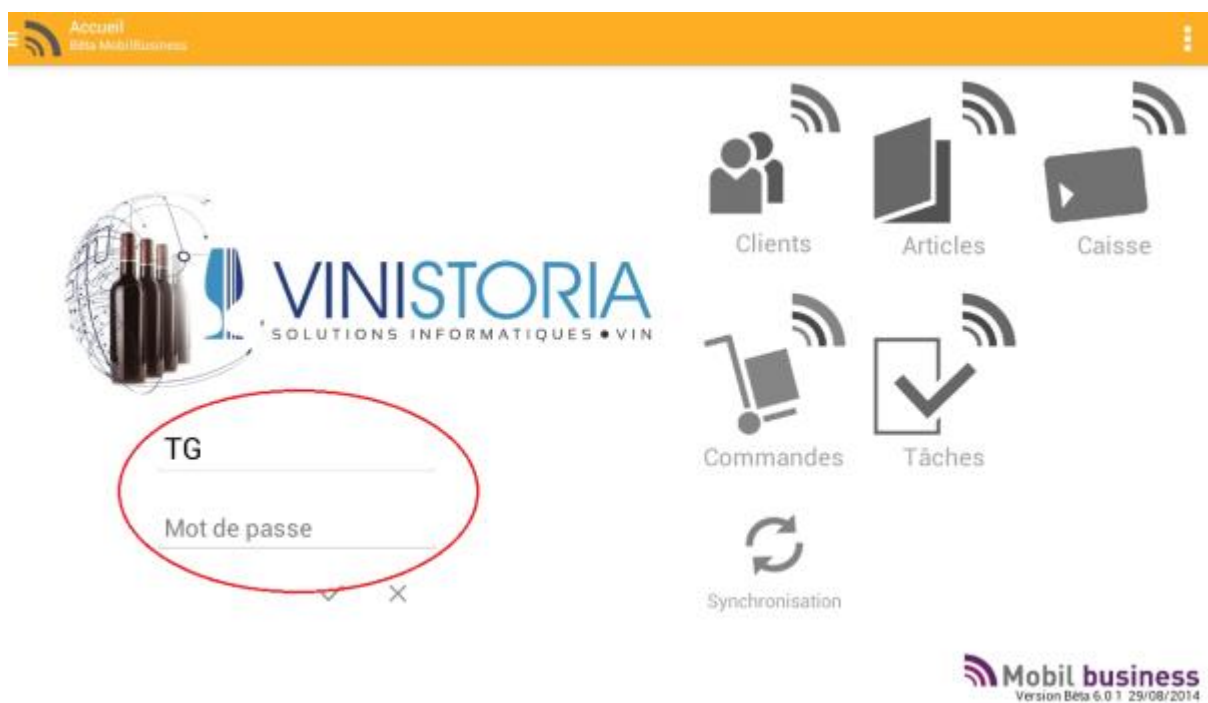 Accueil
Bêta MobilBusiness
VINISTORIA
SOLUTIONS INFORMATIQUES • VIN
TG
Mot de passe
Clients
Articles
Caisse
Commandes
Tâches
Synchronisation
Mobil business
Version Bêta 6.0 1 29/08/2014